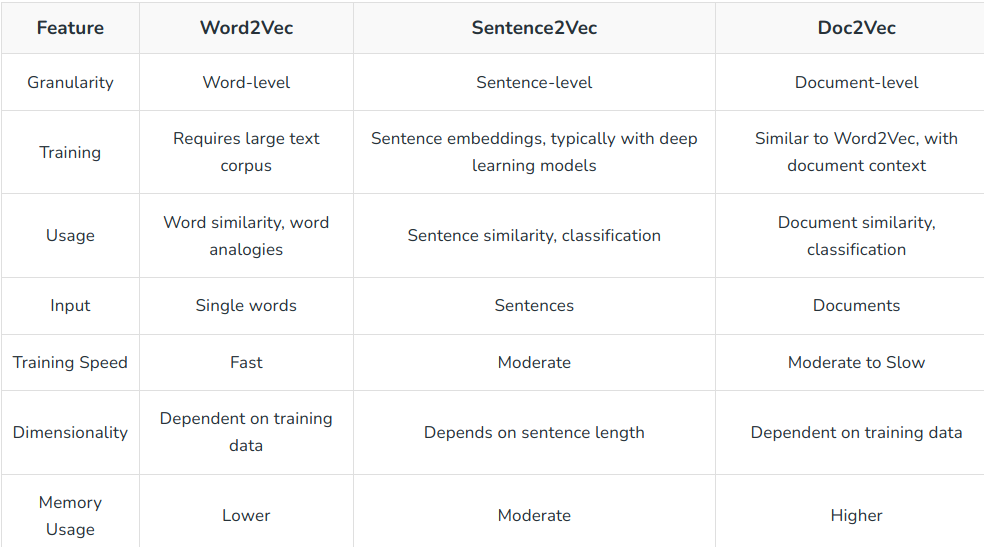 Feature Word2Vec Sentence2Vec Doc2Vec
Granularity Word-level Sentence-level Document-level
Training Requires large text corpus Sentence embeddings, typically with deep learning models Similar to Word2Vec, with document context
Usage Word similarity, word analogies Sentence similarity, classification Document similarity, classification
Input Single words Sentences Documents
Training Speed Fast Moderate Moderate to Slow
Dimensionality Dependent on training data Depends on sentence length Dependent on training data
Memory Usage Lower Moderate Higher